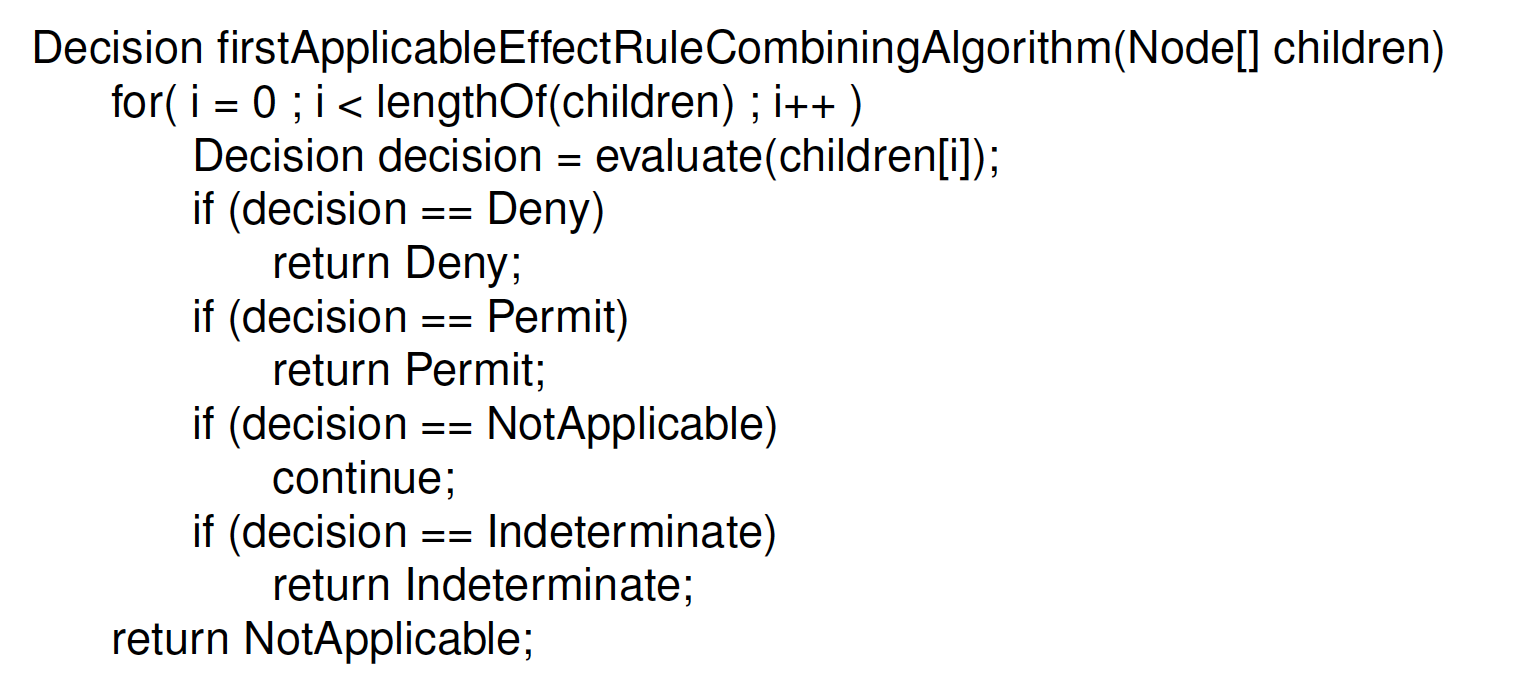 Decision firstApplicableEffectRuleCombiningAlgorithm(Node[] children)
for( i = 0 ; i < lengthOf(children) ; i++ )
Decision decision = evaluate(children[i]);
if (decision == Deny)
return Deny;
if (decision == Permit)
return Permit;
if (decision == NotApplicable)
continue;
if (decision == Indeterminate)
return Indeterminate;
return NotApplicable;